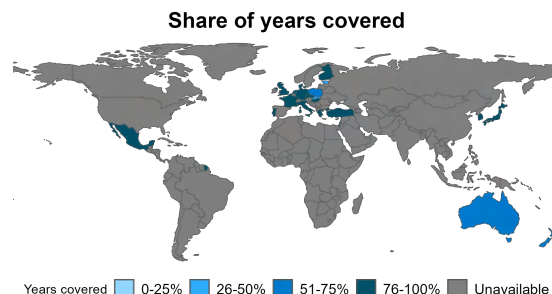 Share of years covered
Years covered 0-25% 26-50% 51-75% 76-100% Unavailable